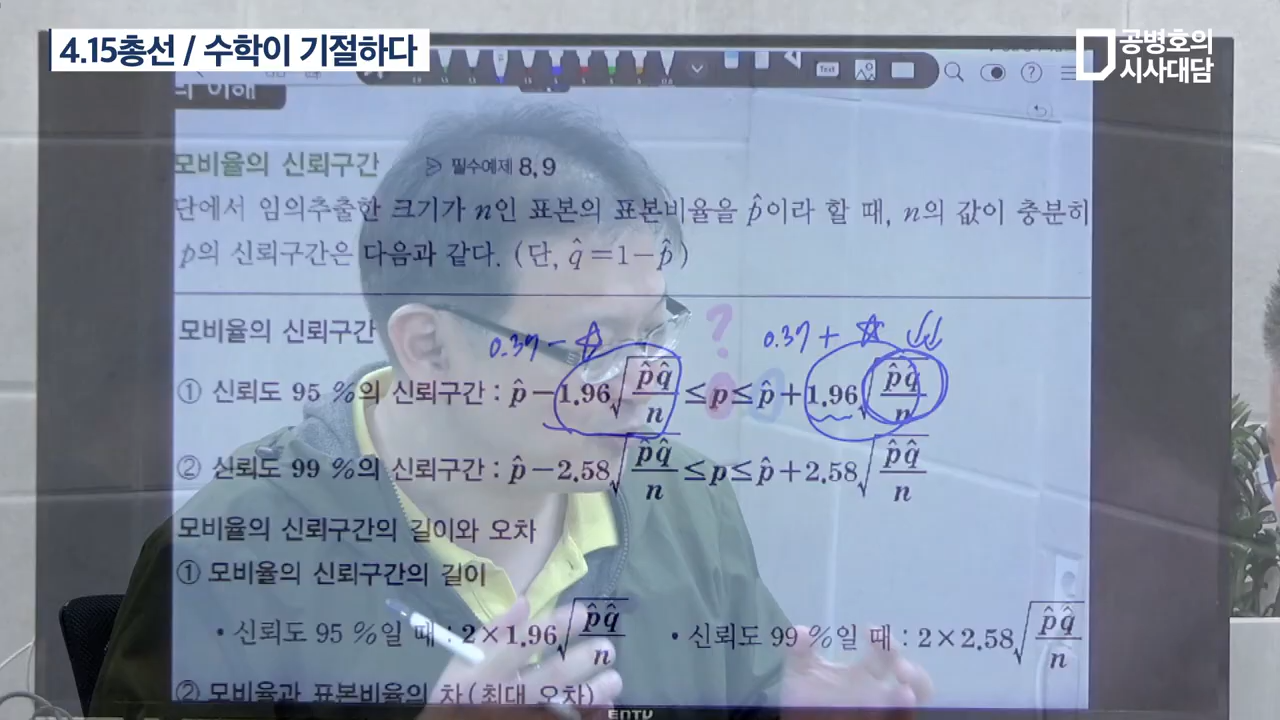 4.15총선 / 수학이 기절하다
공병호의
시사대담
Text
의 이해
모비율의 신뢰구간 필수예제 8, 9
단에서 임의추출한 크기가 n인 표본의 표본비율을 p̂이라 할 때, n의 값이 충분히
p의 신뢰구간은 다음과 같다. (단, q̂=1-p̂)
모비율의 신뢰구간
0.37 - ☆ ? 0.37 + ☆
① 신뢰도 95 %의 신뢰구간 : p̂-1.96√(p̂q̂/n) ≤p≤ p̂+1.96√(p̂q̂/n)
② 신뢰도 99 %의 신뢰구간 : p̂-2.58√(p̂q̂/n) ≤p≤ p̂+2.58√(p̂q̂/n)
모비율의 신뢰구간의 길이와 오차
① 모비율의 신뢰구간의 길이
• 신뢰도 95 %일 때 : 2×1.96√(p̂q̂/n) • 신뢰도 99 %일 때 : 2×2.58√(p̂q̂/n)
② 모비율과 표본비율의 차(최대 오차)